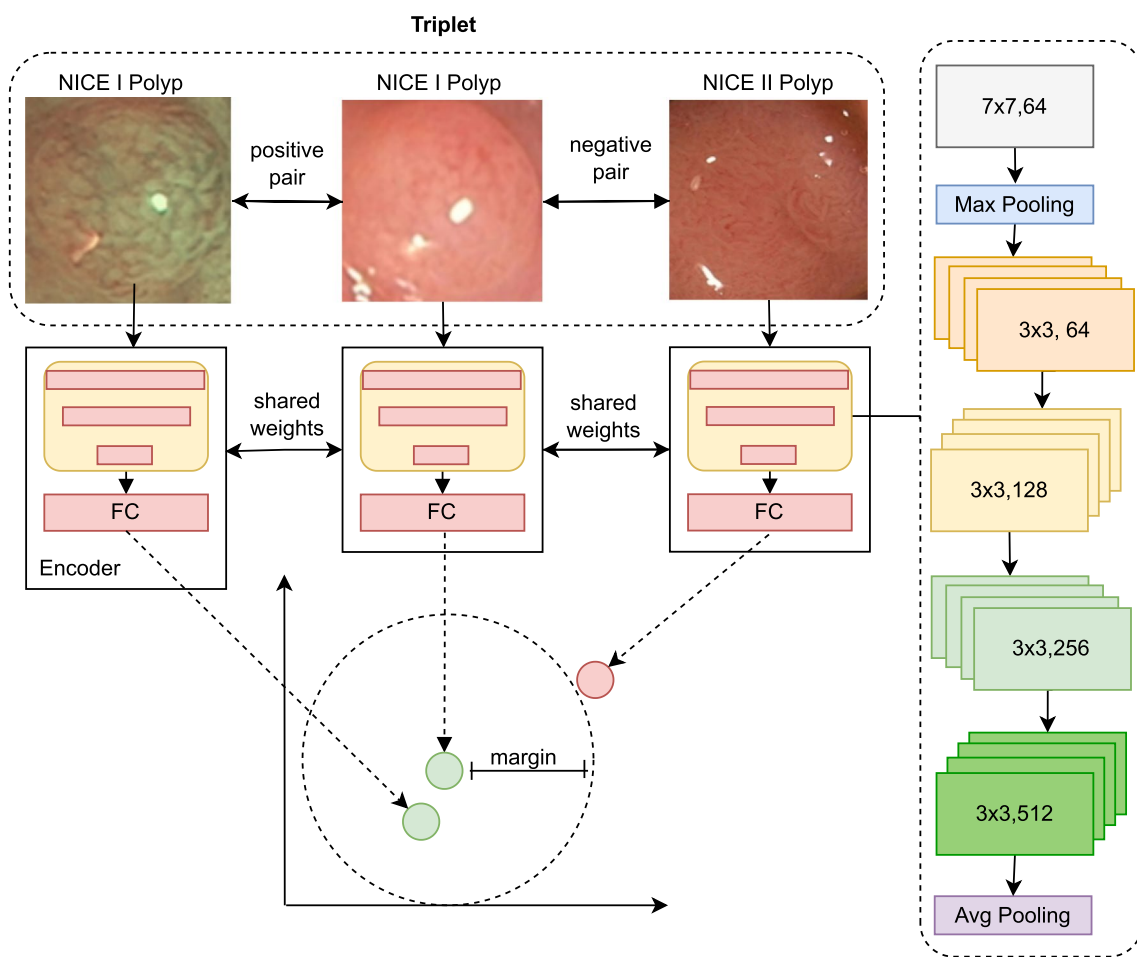 Triplet
NICE I Polyp
NICE I Polyp
NICE II Polyp
positive
pair
negative
pair
shared
weights
shared
weights
FC
FC
FC
Encoder
margin
7x7,64
Max Pooling
3x3, 64
3x3,128
3x3,256
3x3,512
Avg Pooling